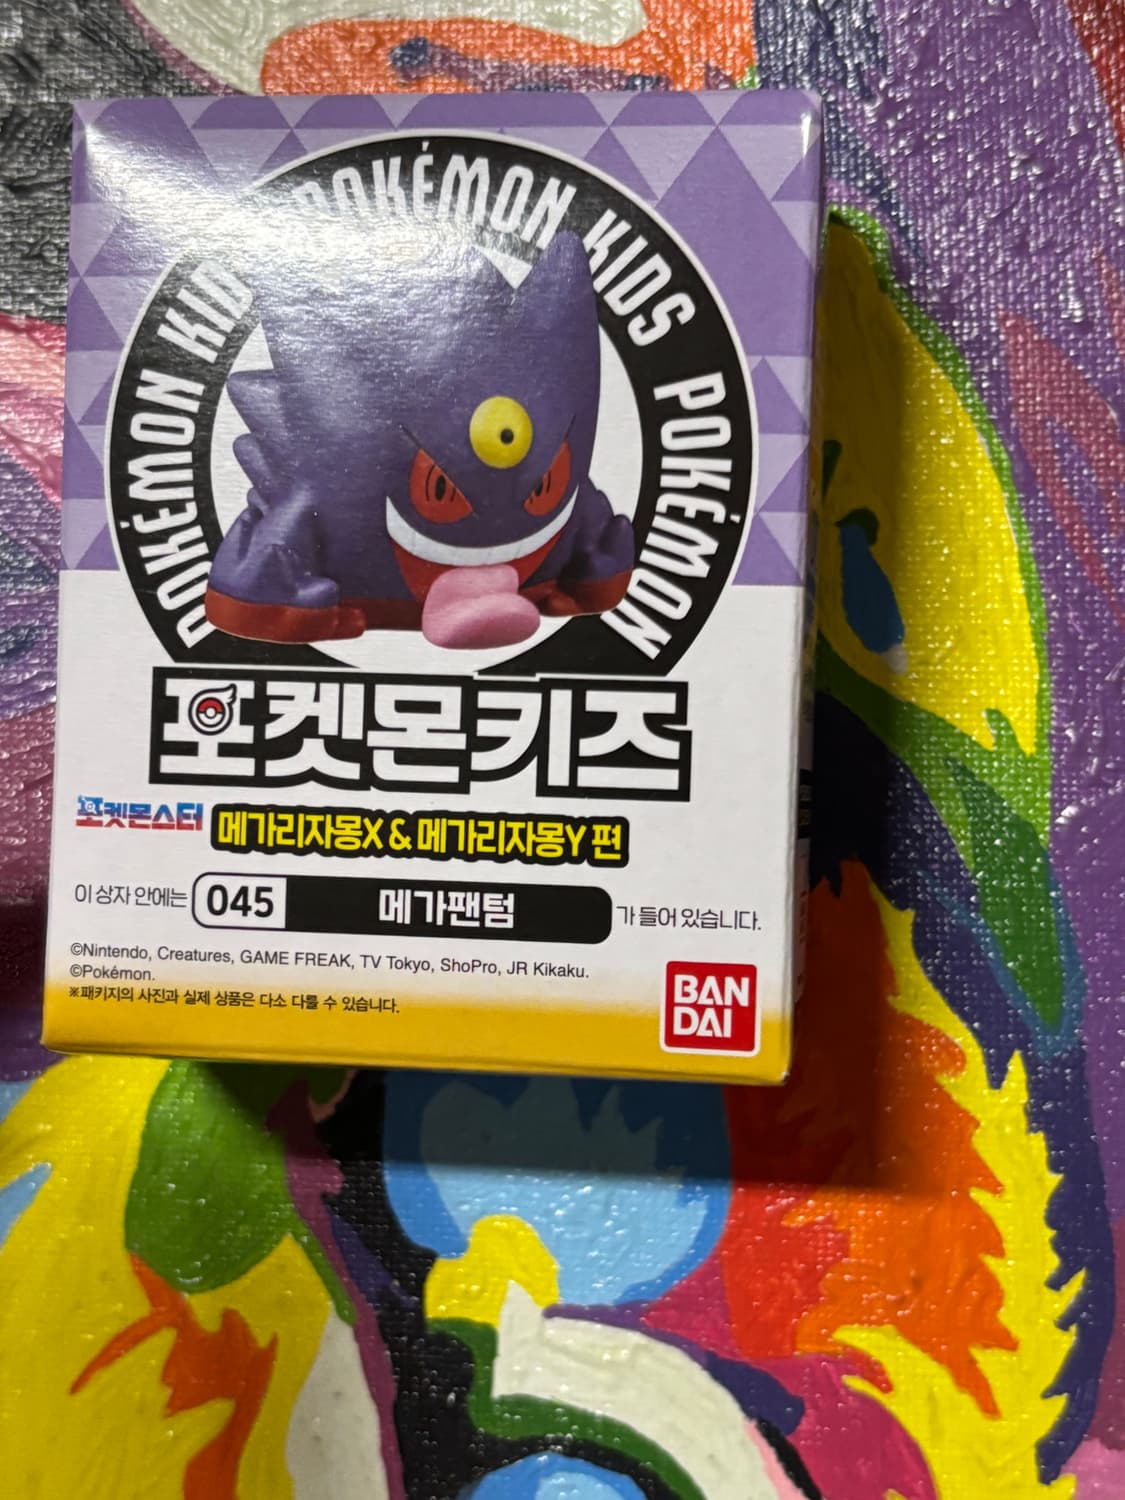 POKÉMON KID POKÉMON KIDS POKÉMON
포켓몬키즈
포켓몬스터 메가리자몽X & 메가리자몽Y 편
이 상자 안에는 045 메가팬텀 가 들어 있습니다.
©Nintendo, Creatures, GAME FREAK, TV Tokyo, ShoPro, JR Kikaku.
©Pokémon.
※패키지의 사진과 실제 상품은 다소 다를 수 있습니다.
BAN
DAI